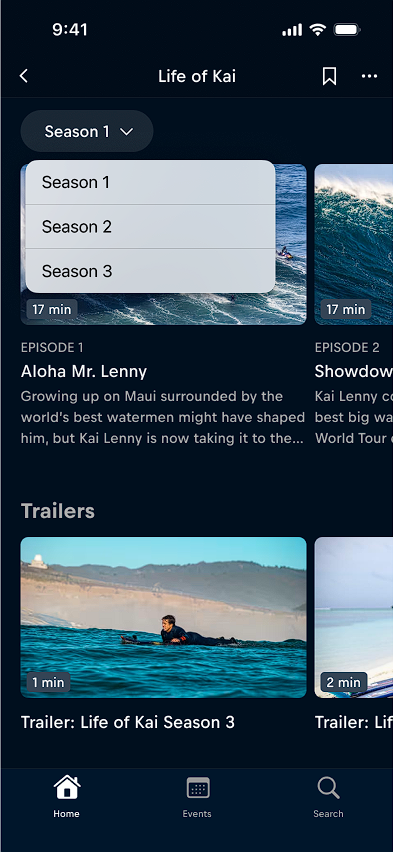 9:41
Life of Kai
Season 1
Season 1
Season 2
Season 3
17 min
17 min
EPISODE 1
Aloha Mr. Lenny
Growing up on Maui surrounded by the
world's best watermen might have shaped
him, but Kai Lenny is now taking it to the...
EPISODE 2
Showdow
Kai Lenny c
best big wa
World Tour
Trailers
1 min
2 min
Trailer: Life of Kai Season 3
Trailer: Lif
Home
Events
Search